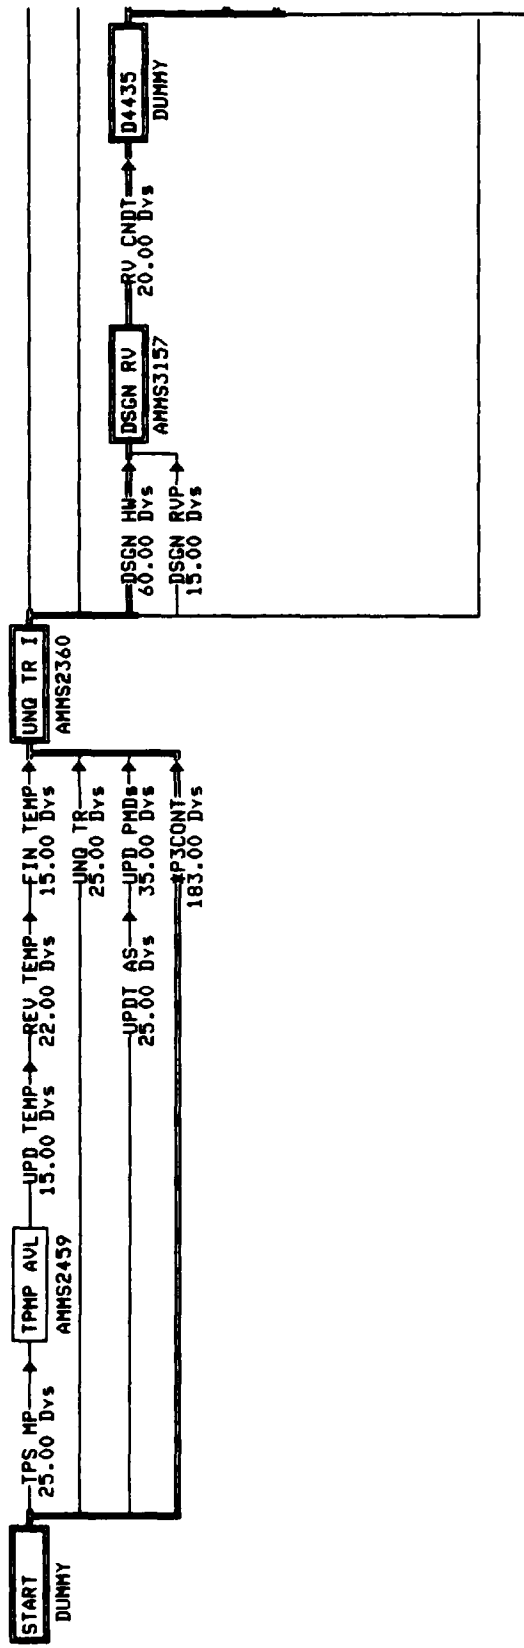 START
DUMMY
TPS MP
25.00 Dys
TPMP AVL
AMMS2459
UPD TEMP
15.00 Dys
REV TEMP
22.00 Dys
FIN TEMP
15.00 Dys
UNQ TR
25.00 Dys
UPDT AS
25.00 Dys
UPD PMDs
35.00 Dys
*P3CONT
183.00 Dys
UNQ TR I
AMMS2360
DSGN HW
60.00 Dys
DSGN RVP
15.00 Dys
DSGN RV
AMMS3157
RV CNDT
20.00 Dys
D4435
DUMMY